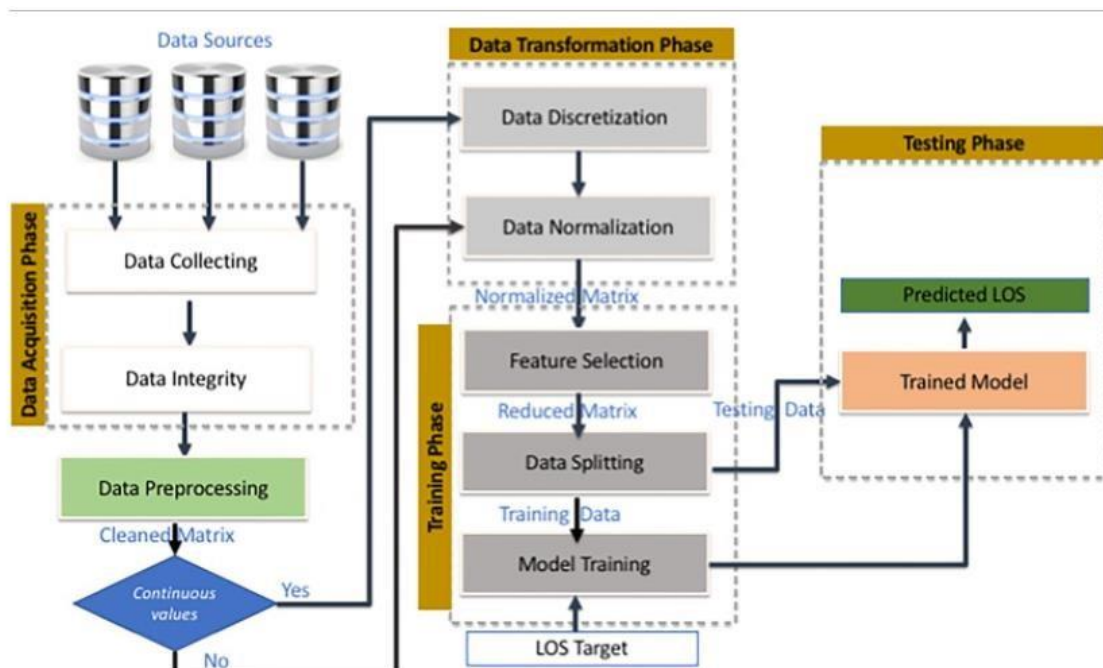 Data Sources
Data Acquisition Phase
Data Collecting
Data Integrity
Data Preprocessing
Cleaned Matrix
Continuous
values
Yes
No
Data Transformation Phase
Data Discretization
Data Normalization
Normalized Matrix
Training Phase
Feature Selection
Reduced Matrix
Data Splitting
Training Data
Model Training
LOS Target
Testing Data
Testing Phase
Predicted LOS
Trained Model